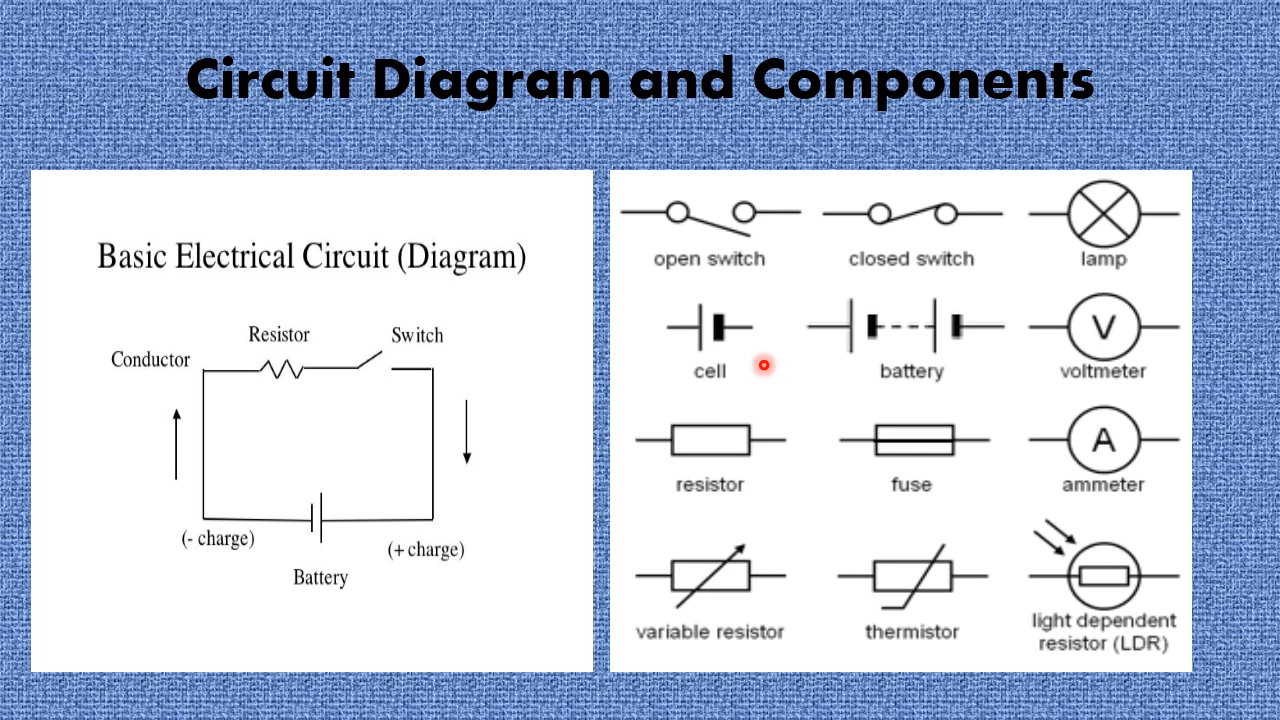 Circuit Diagram and Components
Basic Electrical Circuit (Diagram)
Resistor
Switch
Conductor
(- charge)
(+ charge)
Battery
open switch
closed switch
lamp
cell
battery
V
voltmeter
resistor
fuse
A
ammeter
variable resistor
thermistor
light dependent
resistor (LDR)